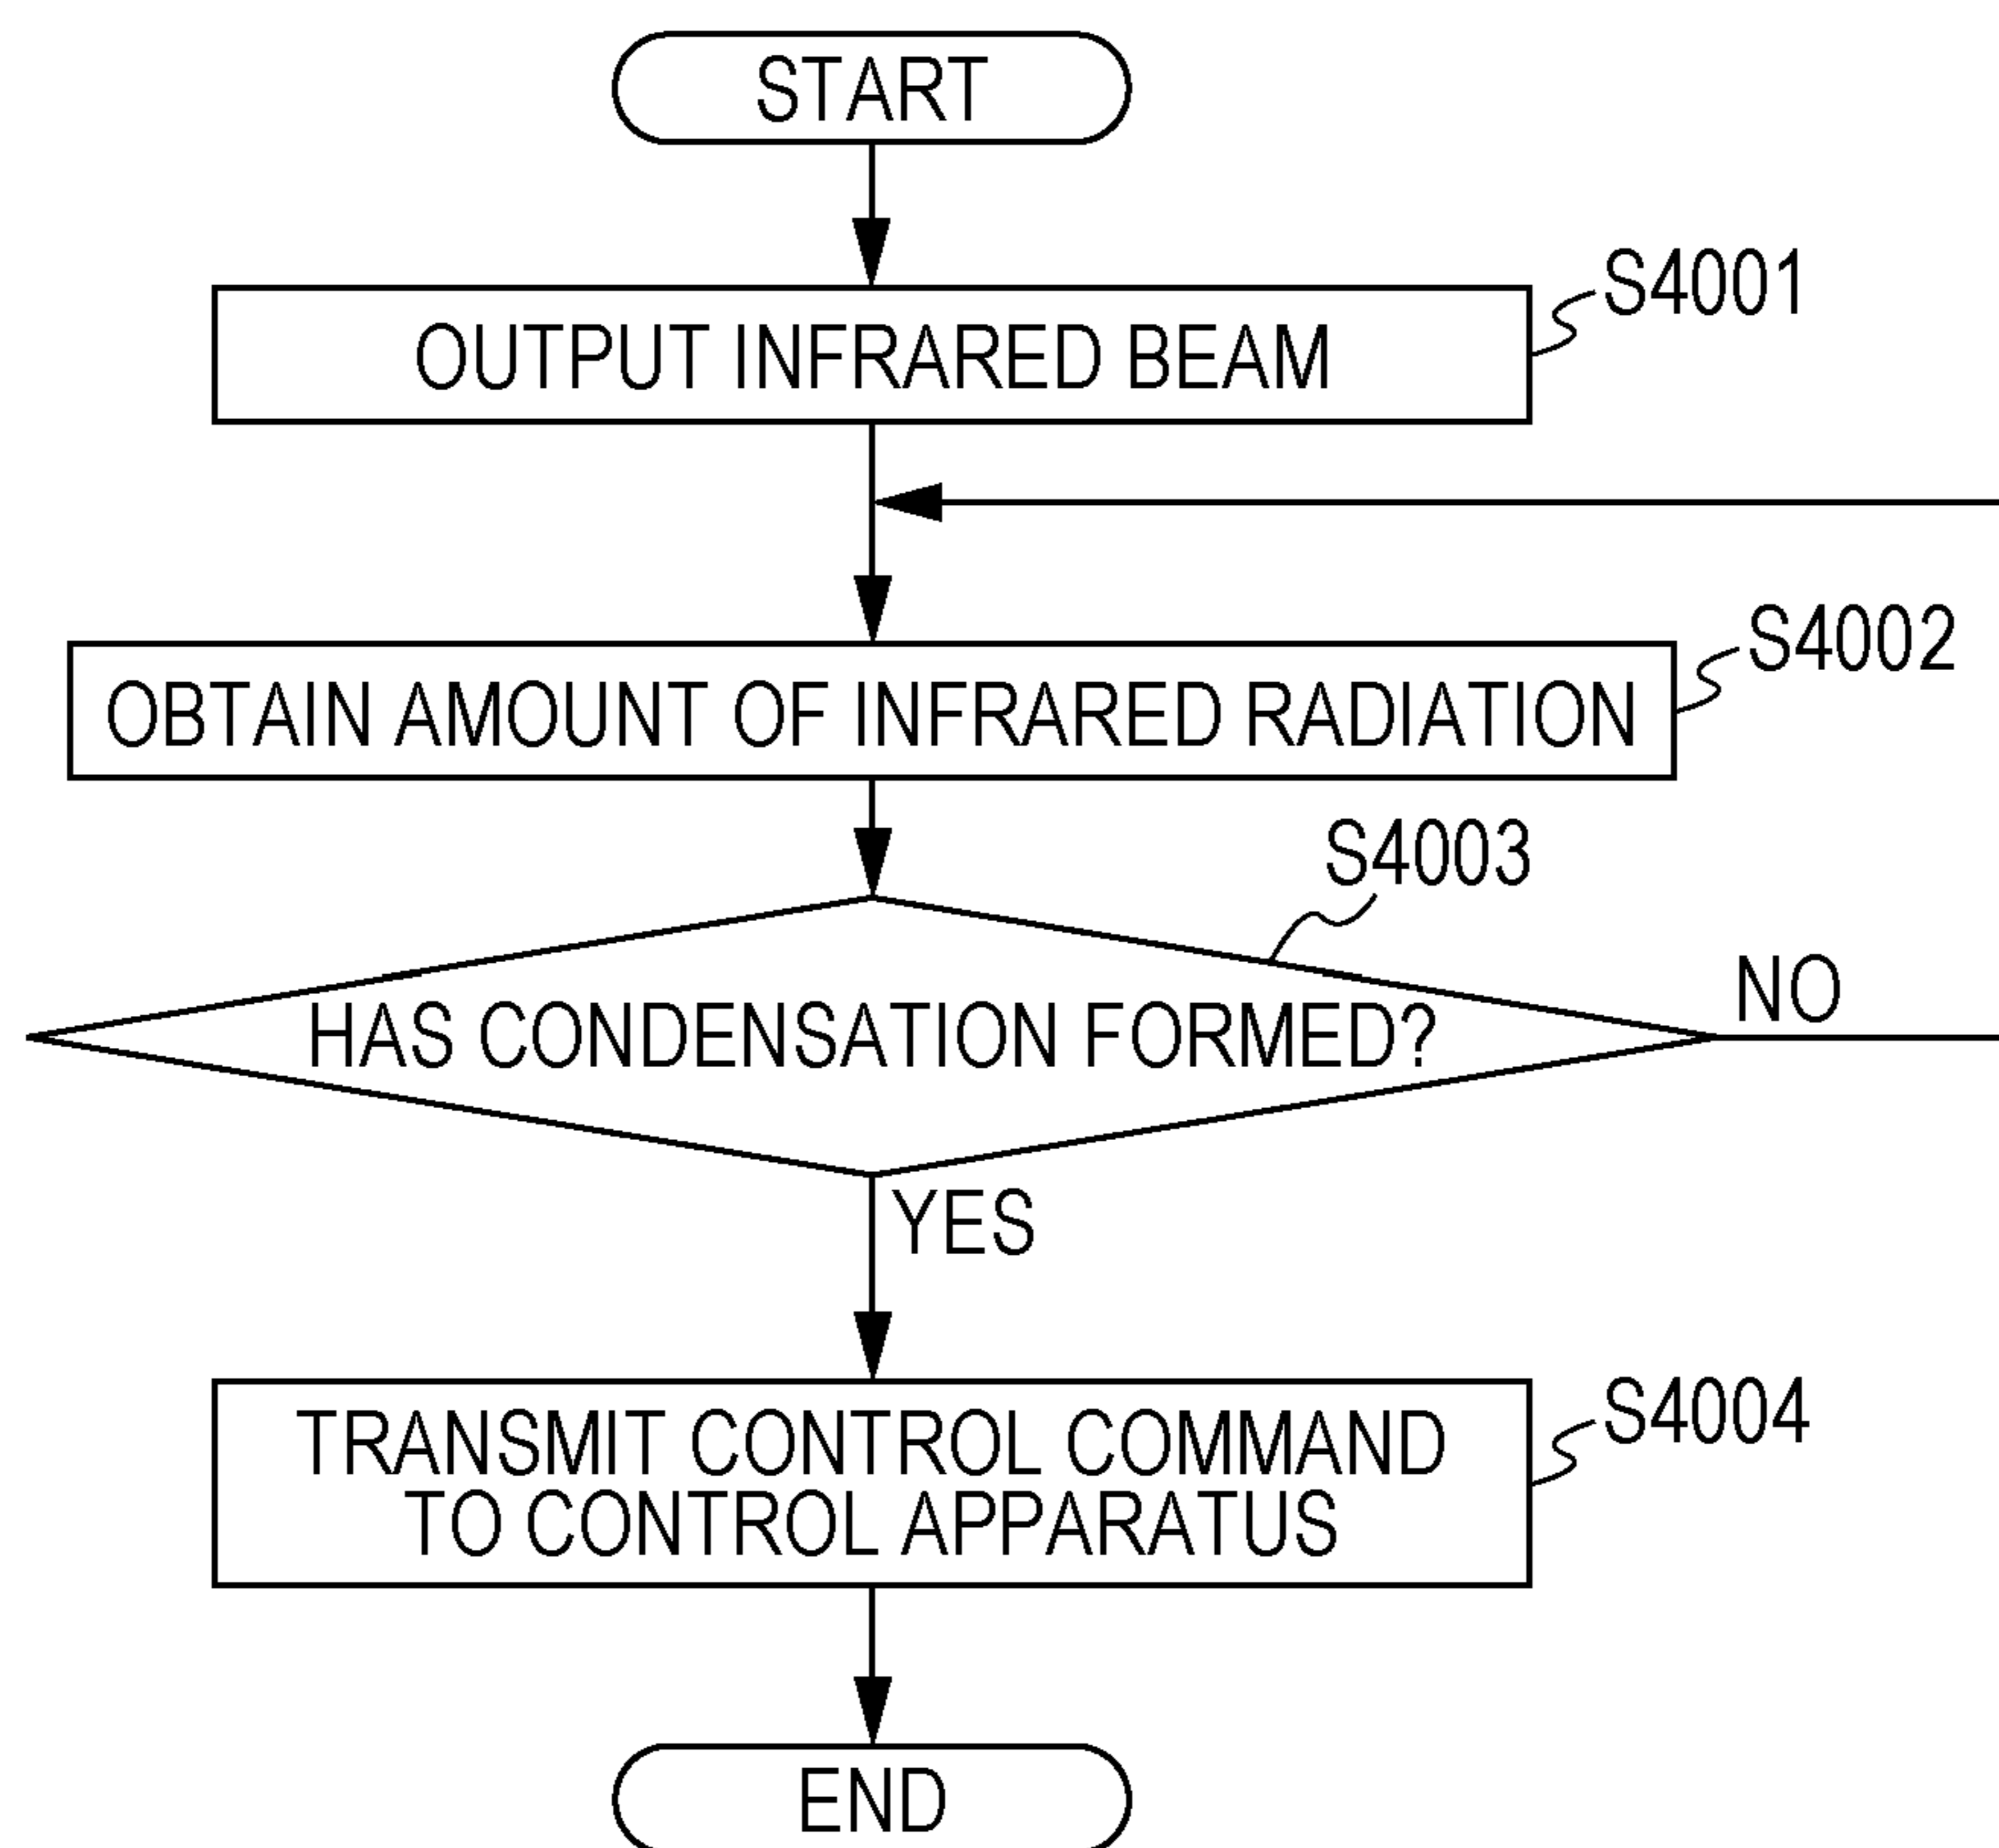 START
S4001
OUTPUT INFRARED BEAM
S4002
OBTAIN AMOUNT OF INFRARED RADIATION
S4003
HAS CONDENSATION FORMED?
NO
YES
S4004
TRANSMIT CONTROL COMMAND
TO CONTROL APPARATUS
END